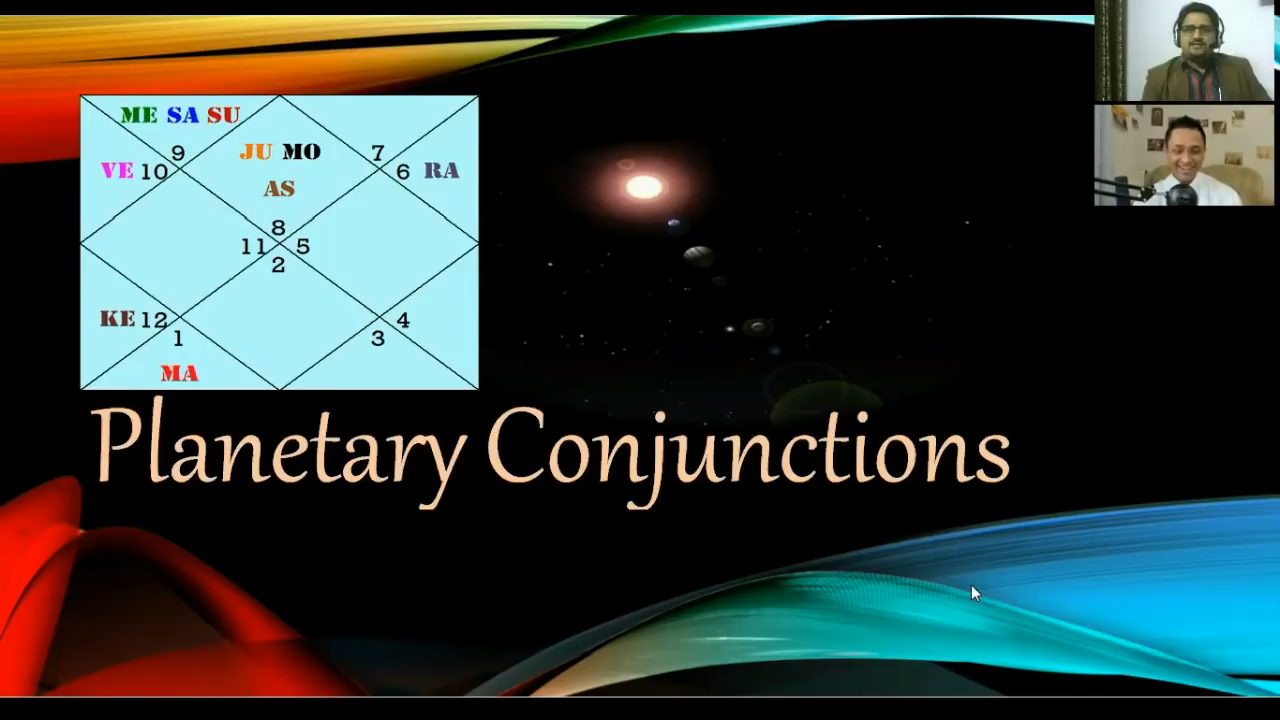 ME SA SU
9
JU MO
7
VE 10
6 RA
AS
8
11 5
2
KE 12
4
1
3
MA
Planetary Conjunctions